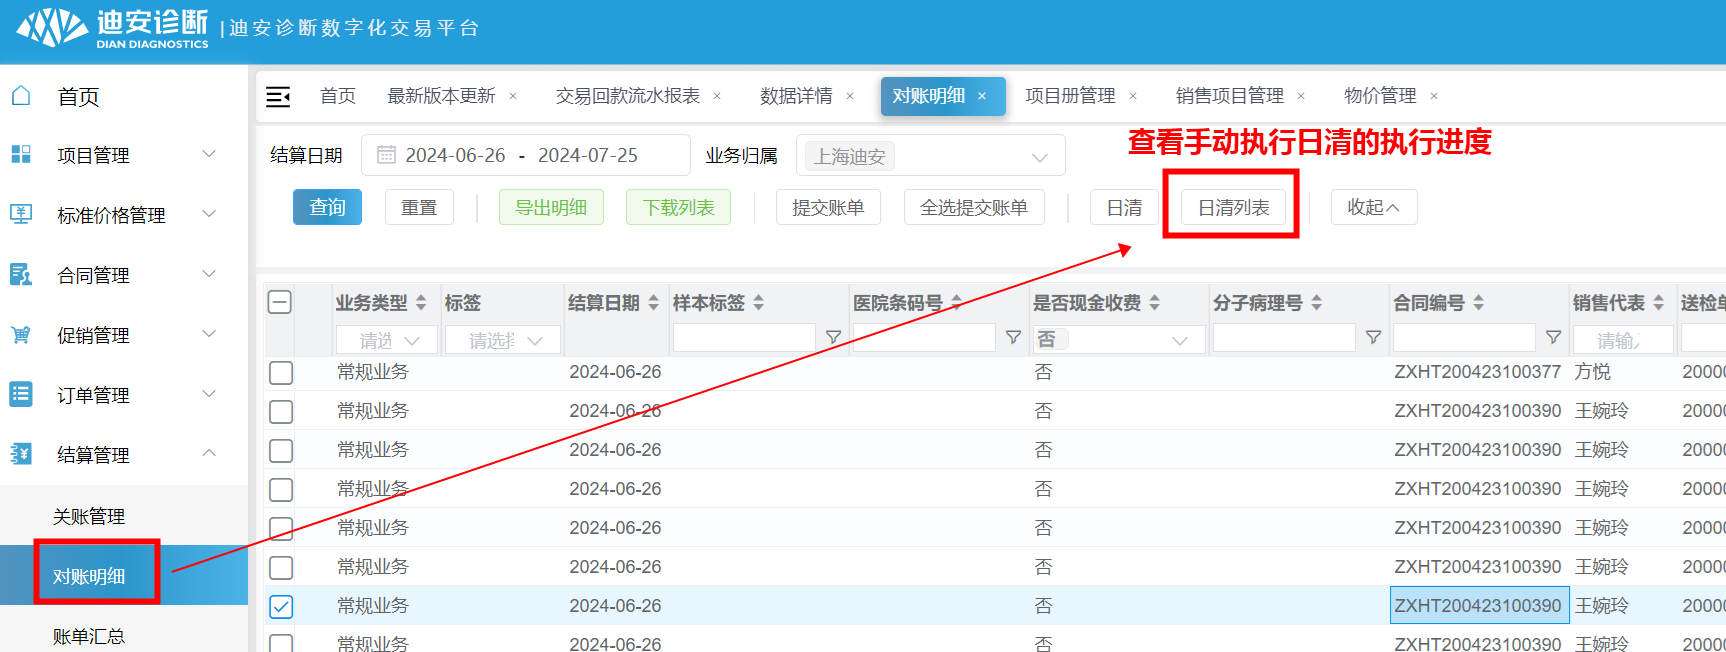 迪安诊断
DIAN DIAGNOSTICS
|迪安诊断数字化交易平台
首页
项目管理
标准价格管理
合同管理
促销管理
订单管理
结算管理
关账管理
对账明细
账单汇总
首页 最新版本更新 × 交易回款流水报表 × 数据详情 × 对账明细 × 项目册管理 × 销售项目管理 × 物价管理 ×
查看手动执行日清的执行进度
结算日期 2024-06-26 - 2024-07-25 业务归属 上海迪安
查询 重置 导出明细 下载列表 提交账单 全选提交账单 日清 日清列表 收起
业务类型 标签 结算日期 样本标签 医院条码号 是否现金收费 分子病理号 合同编号 销售代表 送检单
请选 请选择 否 请输入
常规业务 2024-06-26 否 ZXHT200423100377 方悦 20000
常规业务 2024-06-26 否 ZXHT200423100390 王婉玲 20000
常规业务 2024-06-26 否 ZXHT200423100390 王婉玲 20000
常规业务 2024-06-26 否 ZXHT200423100390 王婉玲 20000
常规业务 2024-06-26 否 ZXHT200423100390 王婉玲 20000
常规业务 2024-06-26 否 ZXHT200423100390 王婉玲 20000
常规业务 2024-06-26 否 ZXHT200423100390 王婉玲 20000
常规业务 2024-06-26 否 ZXHT200423100390 王婉玲 20000